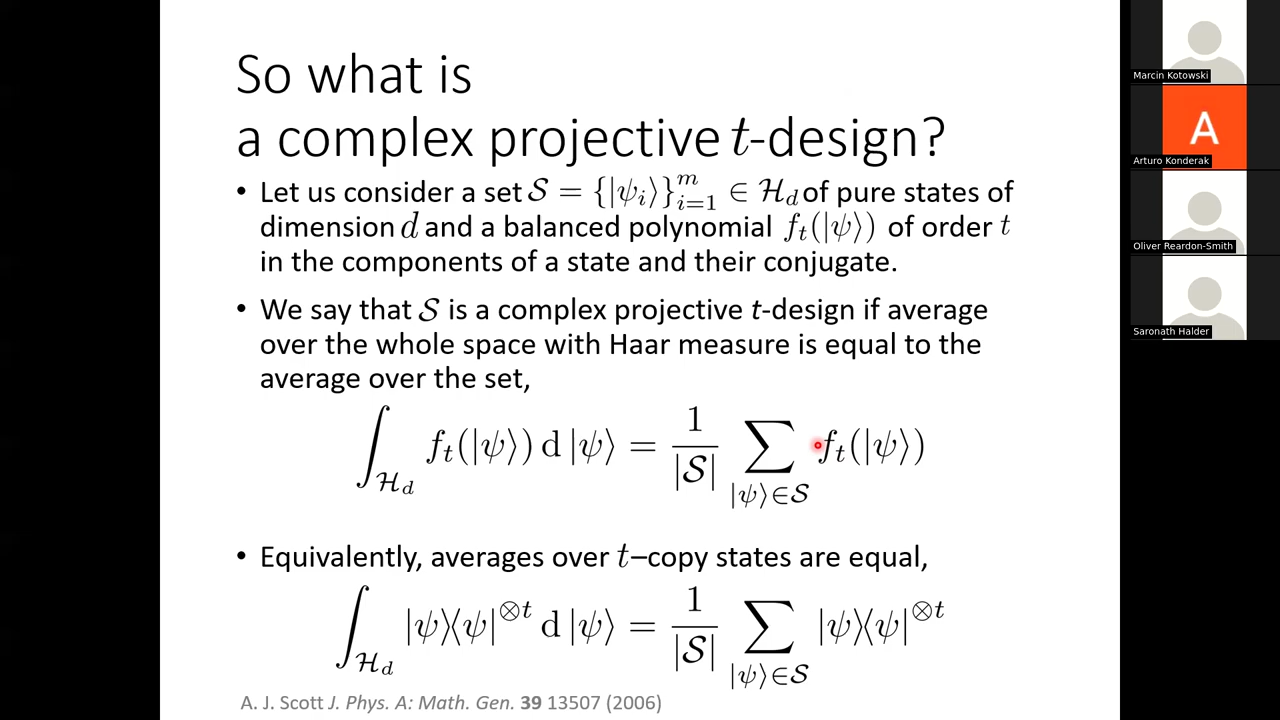 So what is
a complex projective t-design?
• Let us consider a set 𝒮 = {|ψᵢ⟩}ᵢ₌₁ᵐ ∈ ℋ_d of pure states of
dimension d and a balanced polynomial f_t(|ψ⟩) of order t
in the components of a state and their conjugate.
• We say that 𝒮 is a complex projective t-design if average
over the whole space with Haar measure is equal to the
average over the set,
∫_{ℋ_d} f_t(|ψ⟩) d|ψ⟩ = 1/|𝒮| ∑_{|ψ⟩∈𝒮} f_t(|ψ⟩)
• Equivalently, averages over t–copy states are equal,
∫_{ℋ_d} |ψ⟩⟨ψ|^{⊗t} d|ψ⟩ = 1/|𝒮| ∑_{|ψ⟩∈𝒮} |ψ⟩⟨ψ|^{⊗t}
A. J. Scott J. Phys. A: Math. Gen. 39 13507 (2006)
Marcin Kotowski
A
Arturo Konderak
Oliver Reardon-Smith
Saronath Halder